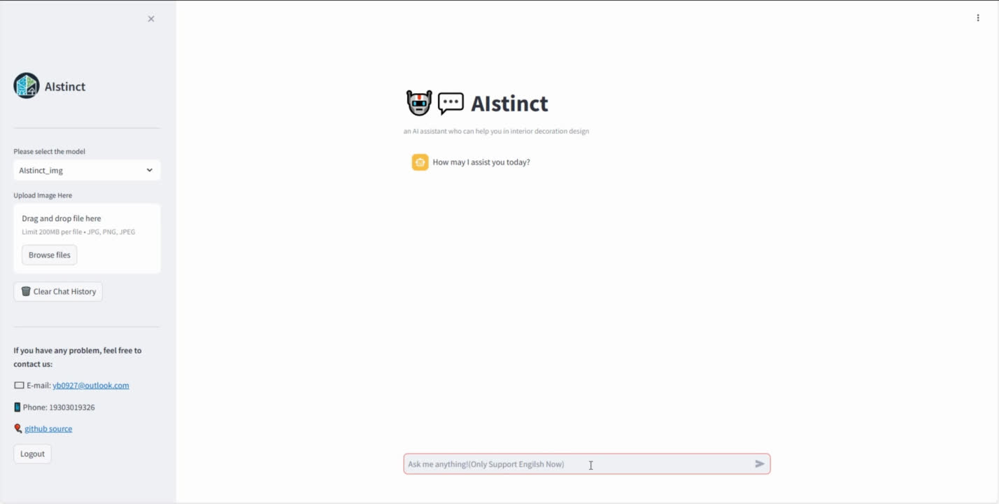 AIstinct
Please select the model
AIstinct_img
Upload Image Here
Drag and drop file here
Limit 200MB per file • JPG, PNG, JPEG
Browse files
Clear Chat History
If you have any problem, feel free to
contact us:
E-mail: yb0927@outlook.com
Phone: 19303019326
github source
Logout
AIstinct
an AI assistant who can help you in interior decoration design
How may I assist you today?
Ask me anything!(Only Support Engilsh Now)